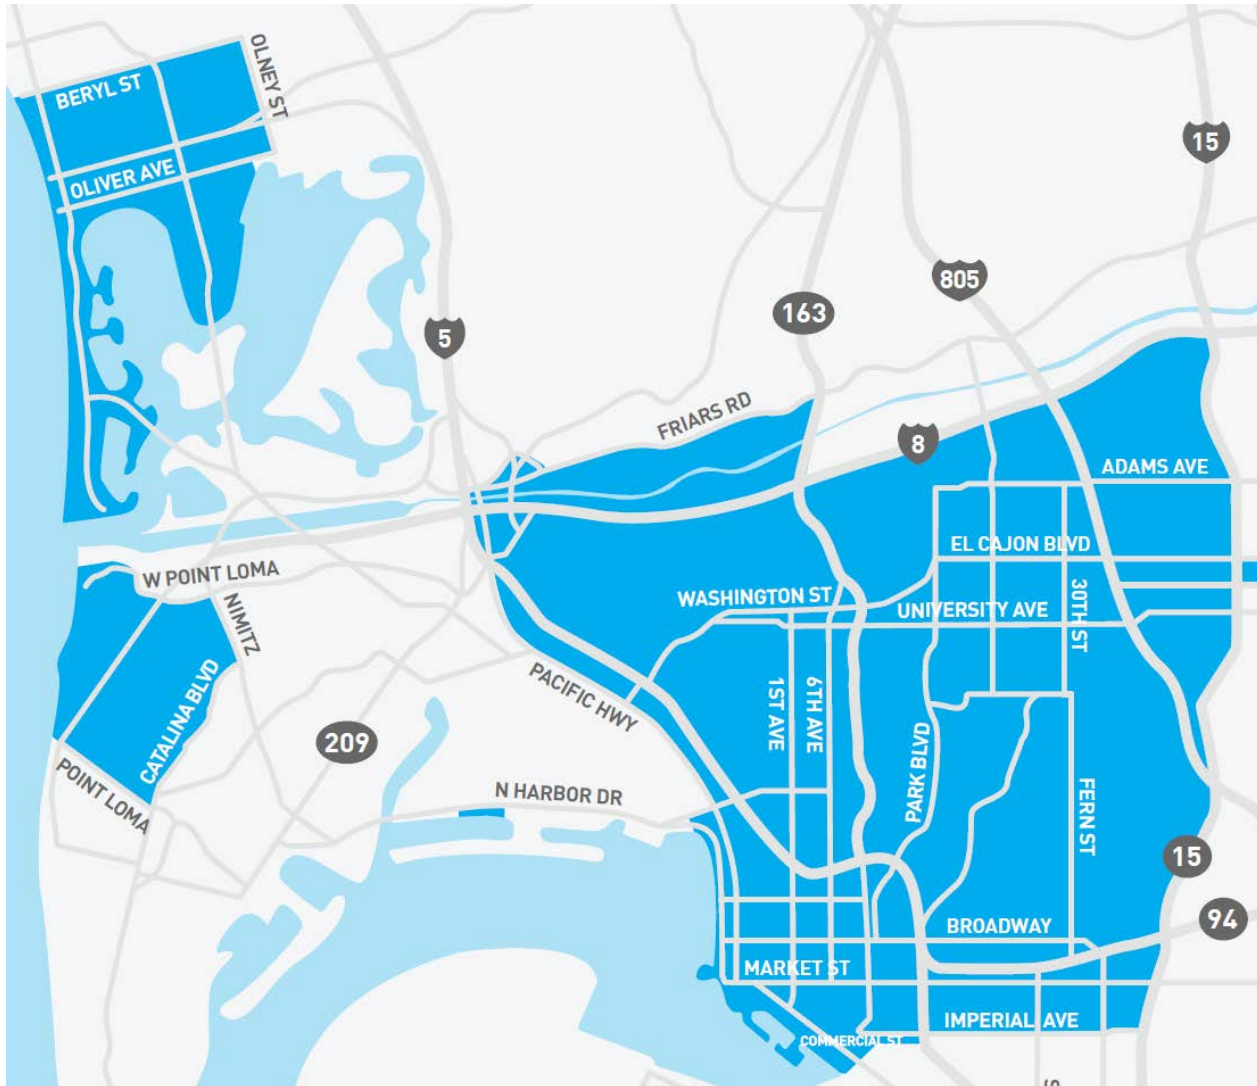 OLNEY ST
BERYL ST
OLIVER AVE
15
805
163
5
FRIARS RD
8
ADAMS AVE
EL CAJON BLVD
W POINT LOMA
WASHINGTON ST
UNIVERSITY AVE
30TH ST
NIMITZ
PACIFIC HWY
1ST AVE
6TH AVE
CATALINA BLVD
209
PARK BLVD
POINT LOMA
N HARBOR DR
FERN ST
15
94
BROADWAY
MARKET ST
IMPERIAL AVE
COMMERCIAL ST